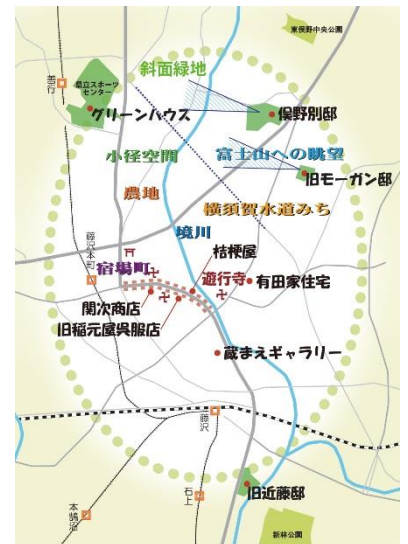 東俣野中央公園
斜面緑地
善行
県立スポーツ
センター
グリーンハウス
俣野別邸
小径空間
富士山への眺望
旧モーガン邸
農地
横須賀水道みち
境川
藤沢本町
宿場町
桔梗屋
遊行寺
有田家住宅
関次商店
旧稲元屋呉服店
蔵まえギャラリー
藤沢
本鵠沼
石上
旧近藤邸
新林公園